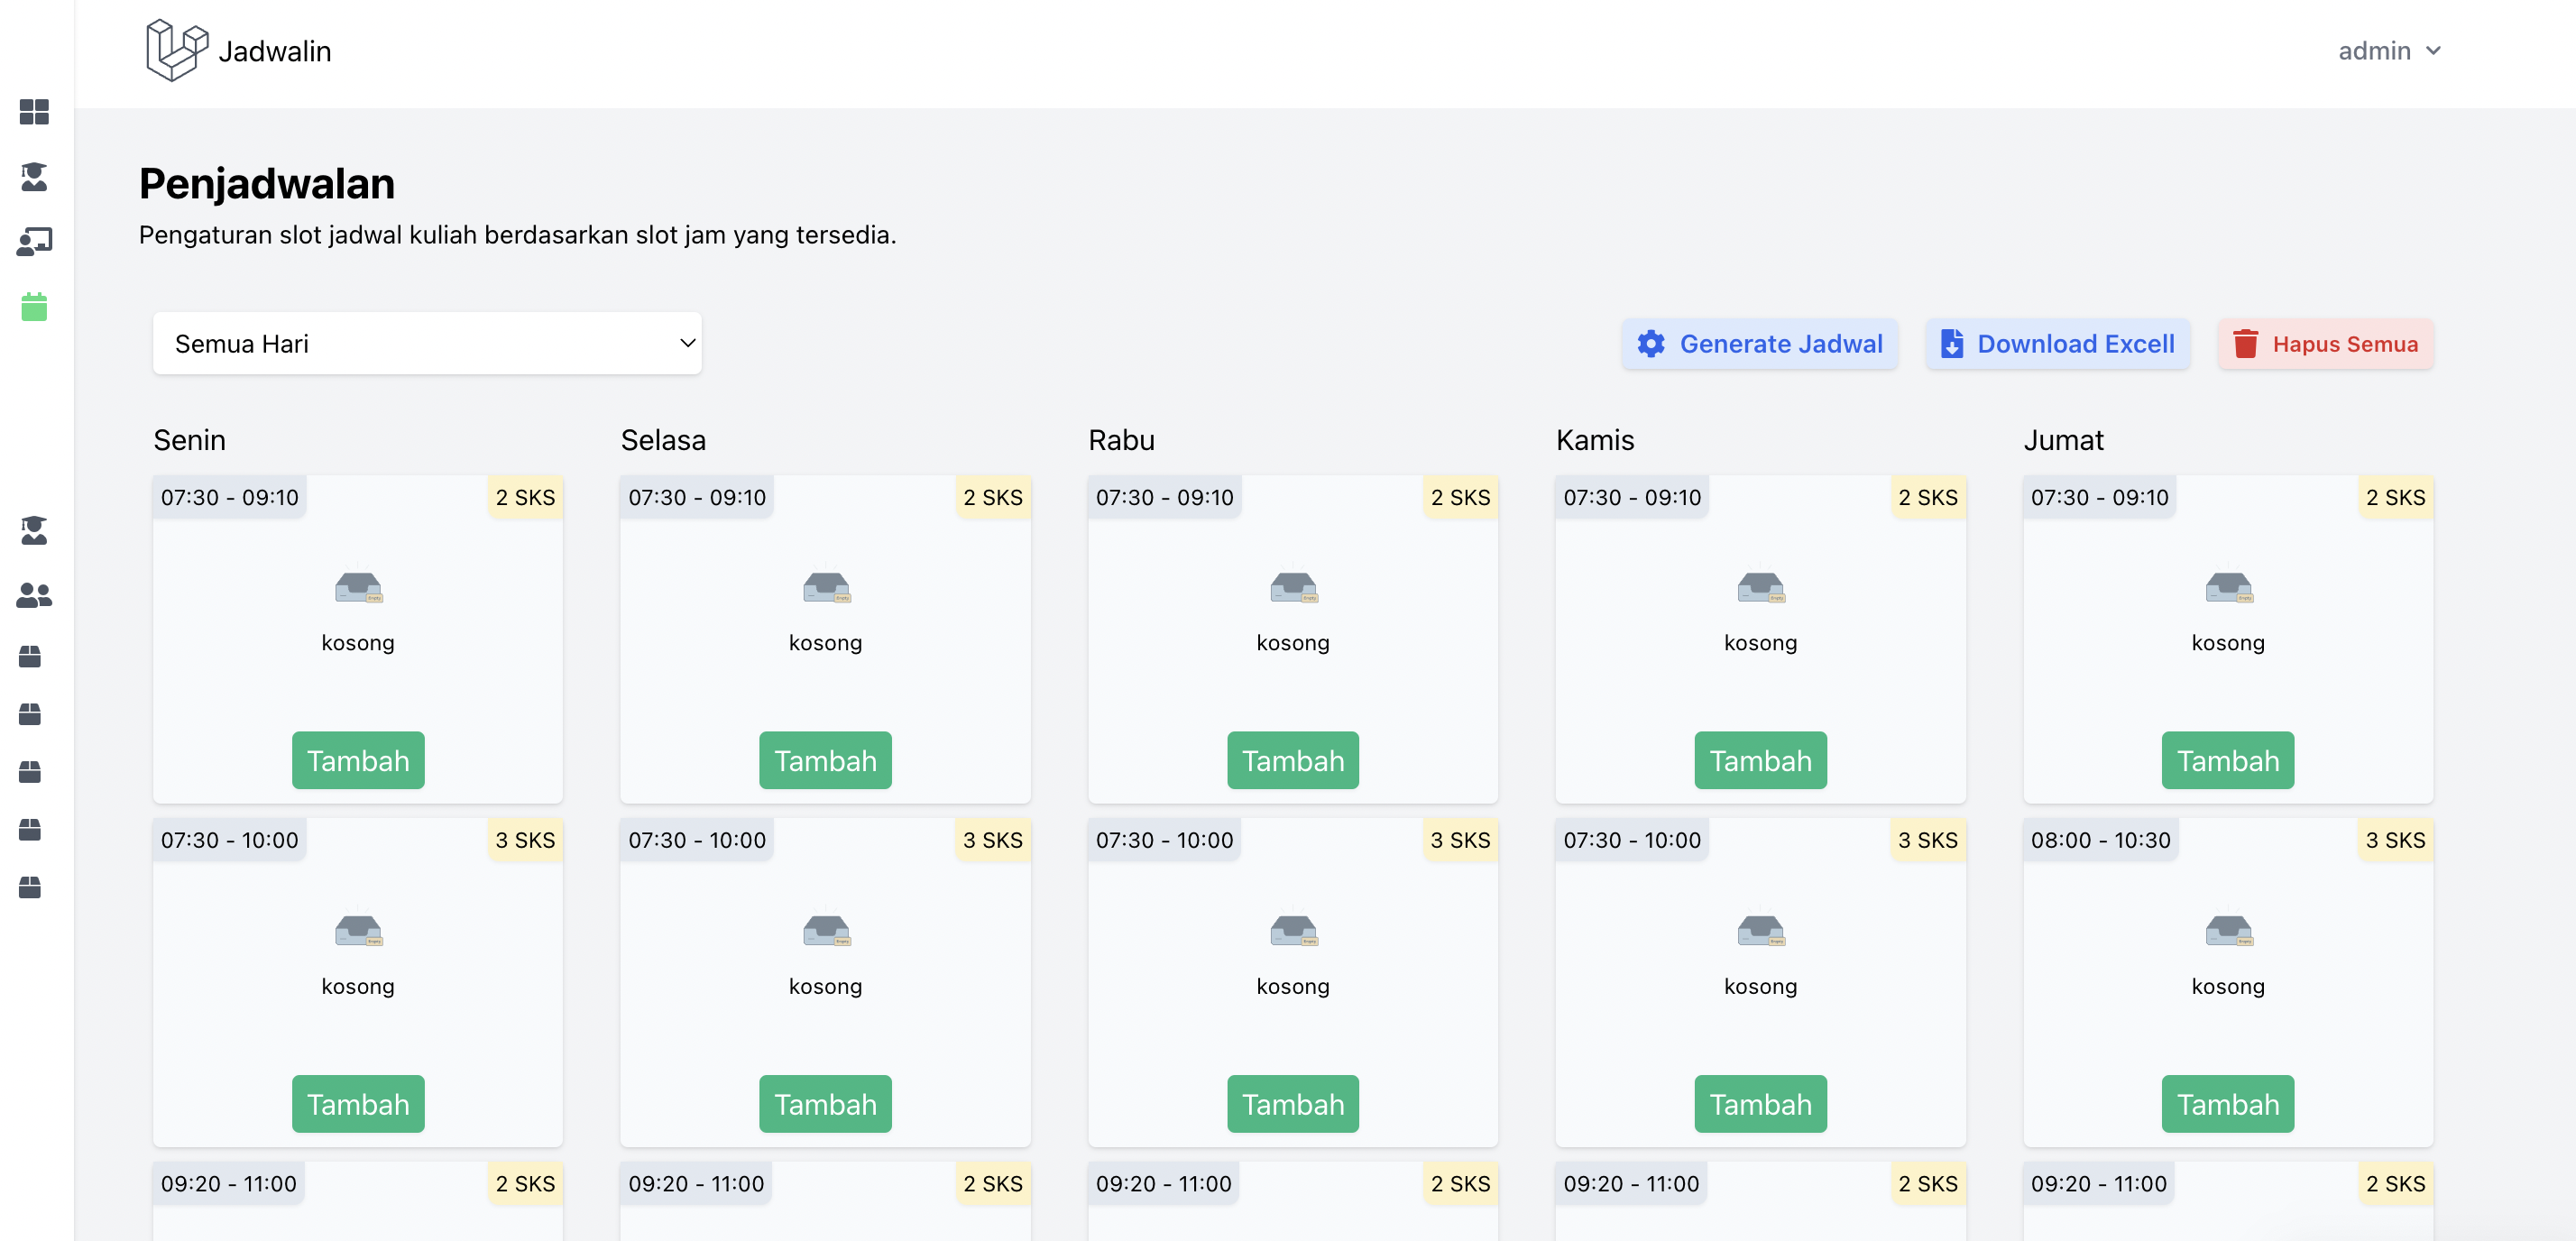 Jadwalin
admin
Penjadwalan
Pengaturan slot jadwal kuliah berdasarkan slot jam yang tersedia.
Semua Hari
Generate Jadwal
Download Excell
Hapus Semua
Senin
Selasa
Rabu
Kamis
Jumat
07:30 - 09:10 2 SKS
07:30 - 09:10 2 SKS
07:30 - 09:10 2 SKS
07:30 - 09:10 2 SKS
07:30 - 09:10 2 SKS
kosong
kosong
kosong
kosong
kosong
Tambah
Tambah
Tambah
Tambah
Tambah
07:30 - 10:00 3 SKS
07:30 - 10:00 3 SKS
07:30 - 10:00 3 SKS
07:30 - 10:00 3 SKS
08:00 - 10:30 3 SKS
kosong
kosong
kosong
kosong
kosong
Tambah
Tambah
Tambah
Tambah
Tambah
09:20 - 11:00 2 SKS
09:20 - 11:00 2 SKS
09:20 - 11:00 2 SKS
09:20 - 11:00 2 SKS
09:20 - 11:00 2 SKS